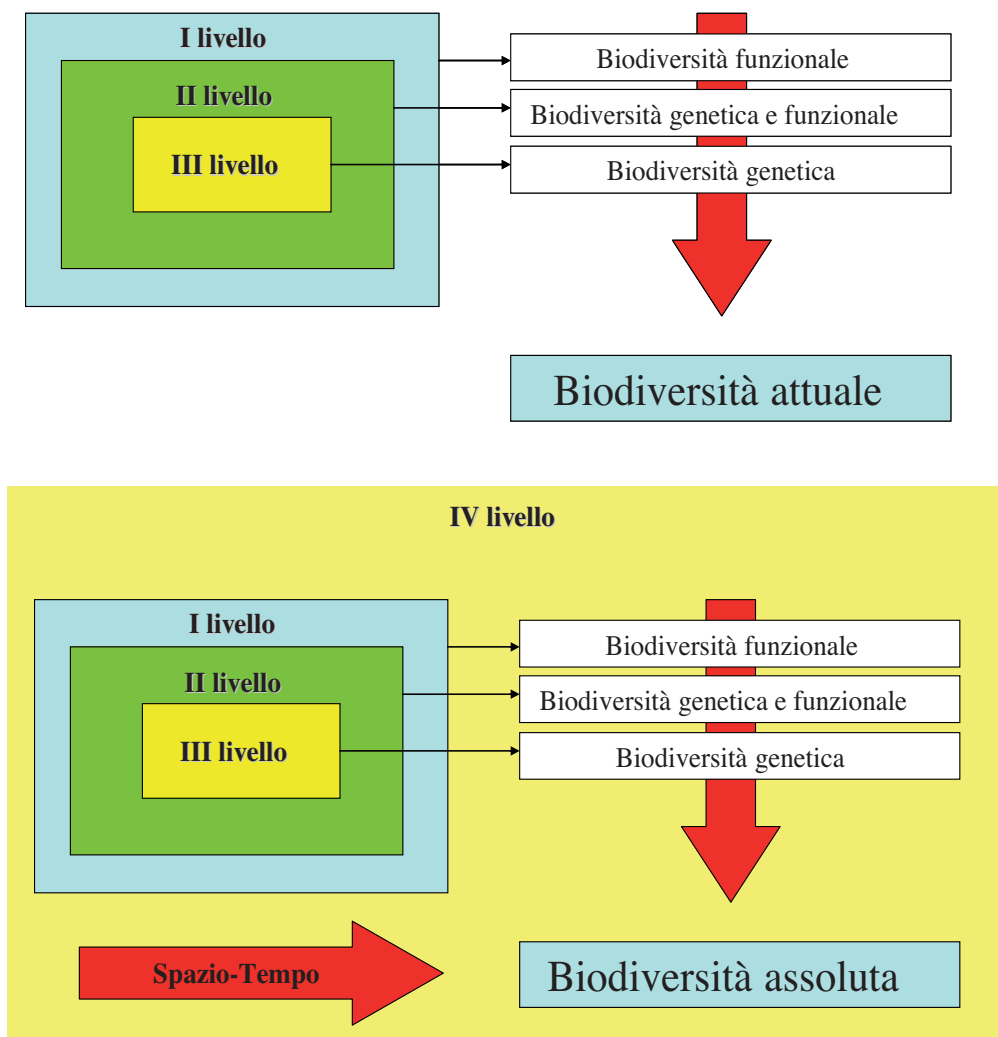 I livello
Biodiversità funzionale
II livello
Biodiversità genetica e funzionale
III livello
Biodiversità genetica
Biodiversità attuale
IV livello
I livello
Biodiversità funzionale
II livello
Biodiversità genetica e funzionale
III livello
Biodiversità genetica
Spazio-Tempo
Biodiversità assoluta